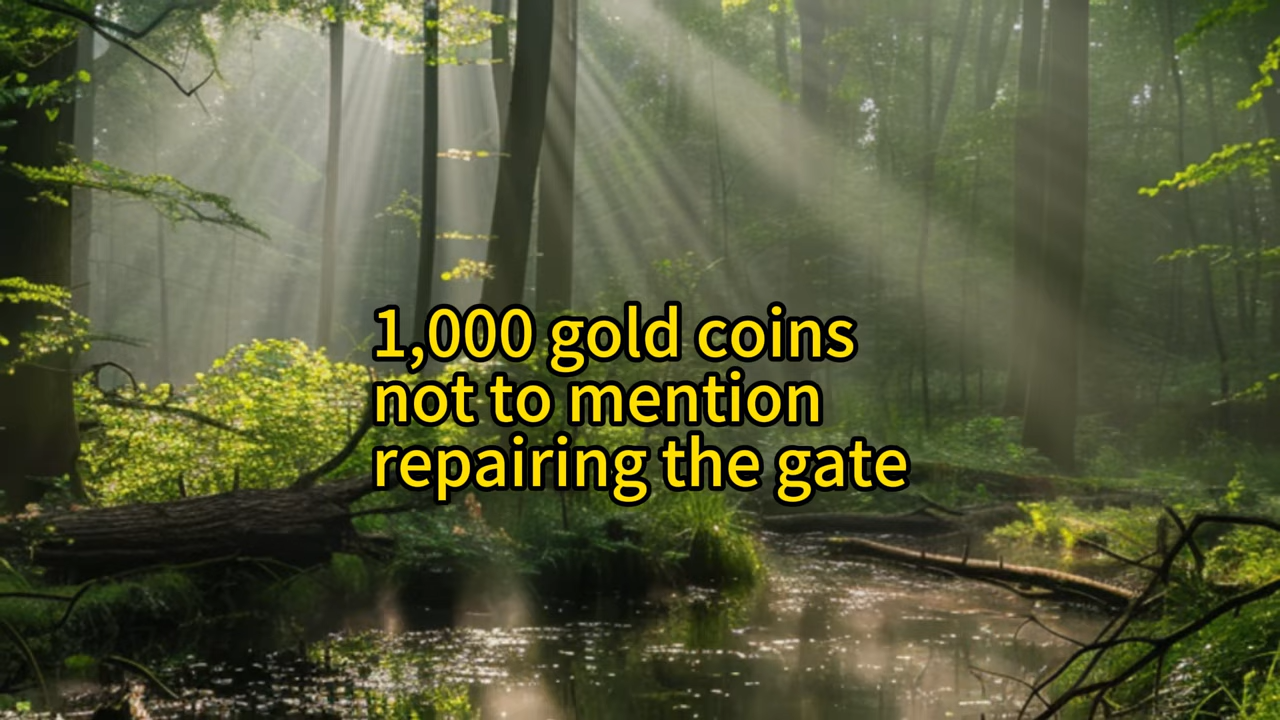 1,000 gold coins
not to mention
repairing the gate